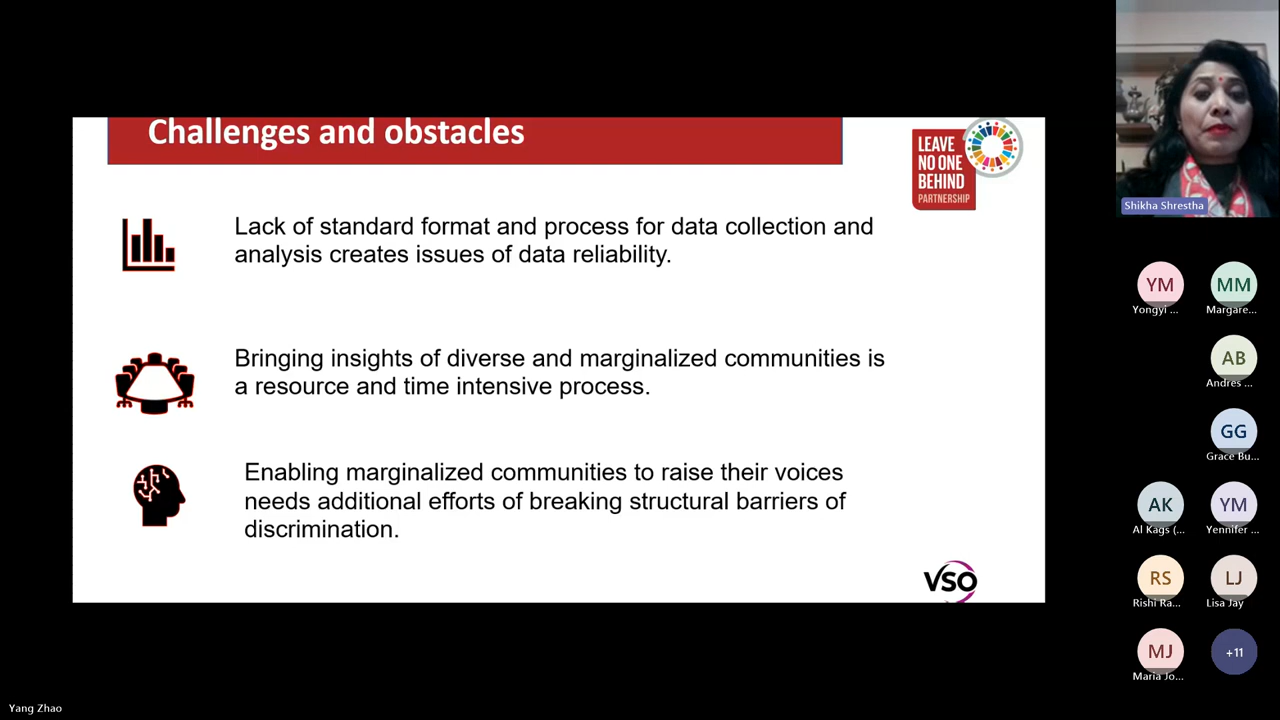 Challenges and obstacles
LEAVE
NO ONE
BEHIND
PARTNERSHIP
Lack of standard format and process for data collection and
analysis creates issues of data reliability.
Bringing insights of diverse and marginalized communities is
a resource and time intensive process.
Enabling marginalized communities to raise their voices
needs additional efforts of breaking structural barriers of
discrimination.
VSO
Shikha Shrestha
YM
MM
Yongyi ...
Margare...
AB
Andres ...
GG
Grace Bu...
AK
YM
Al Kags (...
Yennifer ...
RS
LJ
Rishi Ra...
Lisa Jay
MJ
+11
Maria Jo...
Yang Zhao